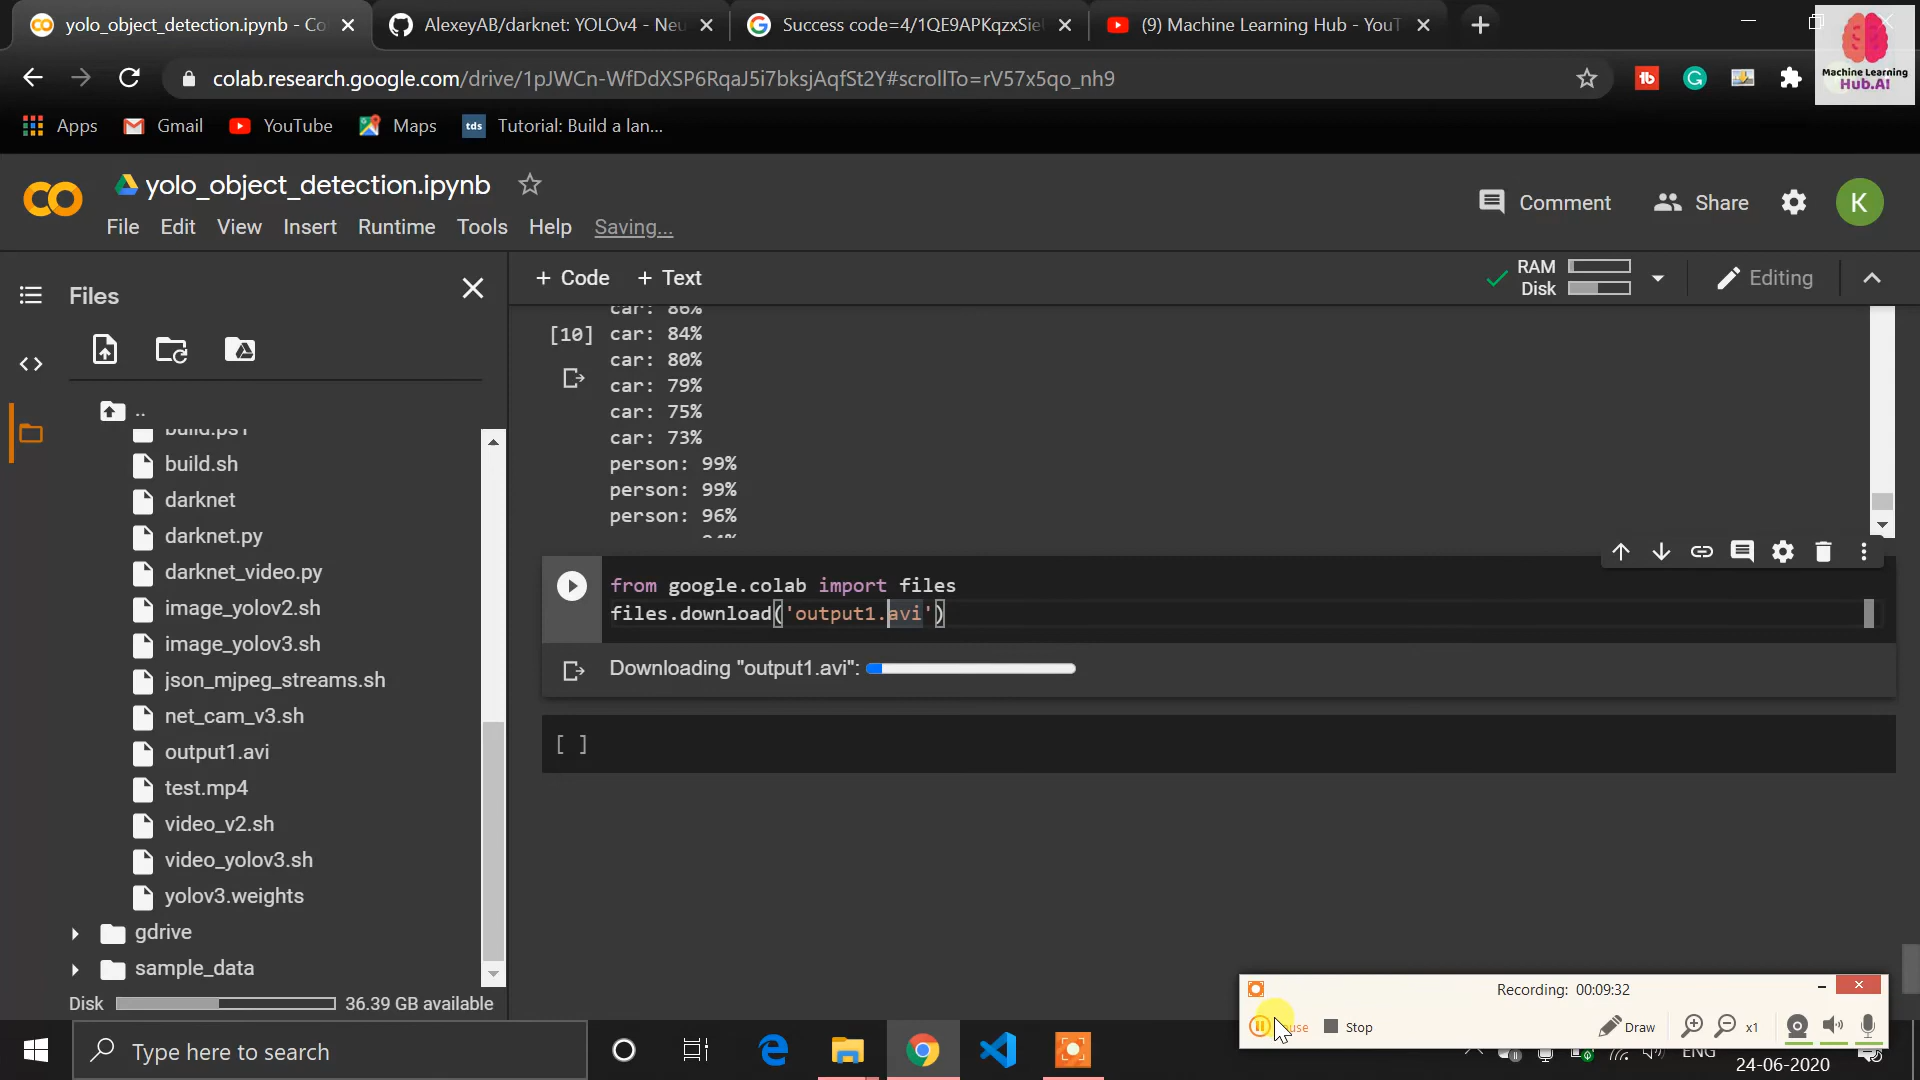 yolo_object_detection.ipynb - Co
AlexeyAB/darknet: YOLOv4 - Neu
Success code=4/1QE9APKqzxSie
(9) Machine Learning Hub - YouT
colab.research.google.com/drive/1pJWCn-WfDdXSP6RqaJ5i7bksjAqfSt2Y#scrollTo=rV57x5qo_nh9
Machine Learning
Hub.AI
Apps
Gmail
YouTube
Maps
tds
Tutorial: Build a lan...
yolo_object_detection.ipynb
Comment
Share
K
File
Edit
View
Insert
Runtime
Tools
Help
Saving...
Files
+ Code
+ Text
RAM
Disk
Editing
..
build.ps1
build.sh
darknet
darknet.py
darknet_video.py
image_yolov2.sh
image_yolov3.sh
json_mjpeg_streams.sh
net_cam_v3.sh
output1.avi
test.mp4
video_v2.sh
video_yolov3.sh
yolov3.weights
gdrive
sample_data
Disk
36.39 GB available
car: 86%
[10]
car: 84%
car: 80%
car: 79%
car: 75%
car: 73%
person: 99%
person: 99%
person: 96%
from google.colab import files
files.download('output1.avi')
Downloading "output1.avi":
[ ]
Recording: 00:09:32
Stop
Draw
x1
Type here to search
ENG
24-06-2020